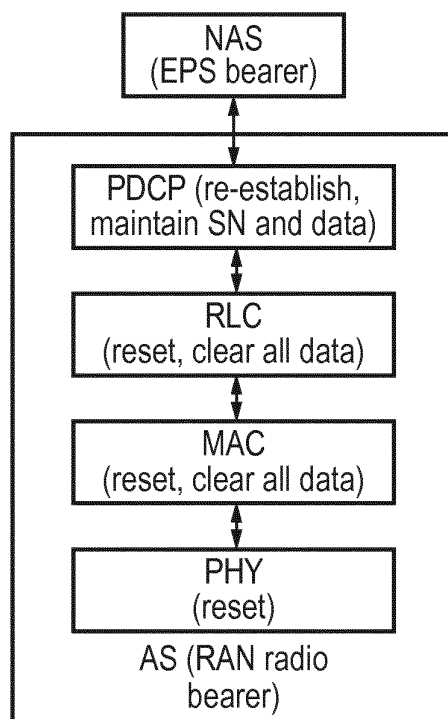 NAS
(EPS bearer)
PDCP (re-establish,
maintain SN and data)
RLC
(reset, clear all data)
MAC
(reset, clear all data)
PHY
(reset)
AS (RAN radio
bearer)